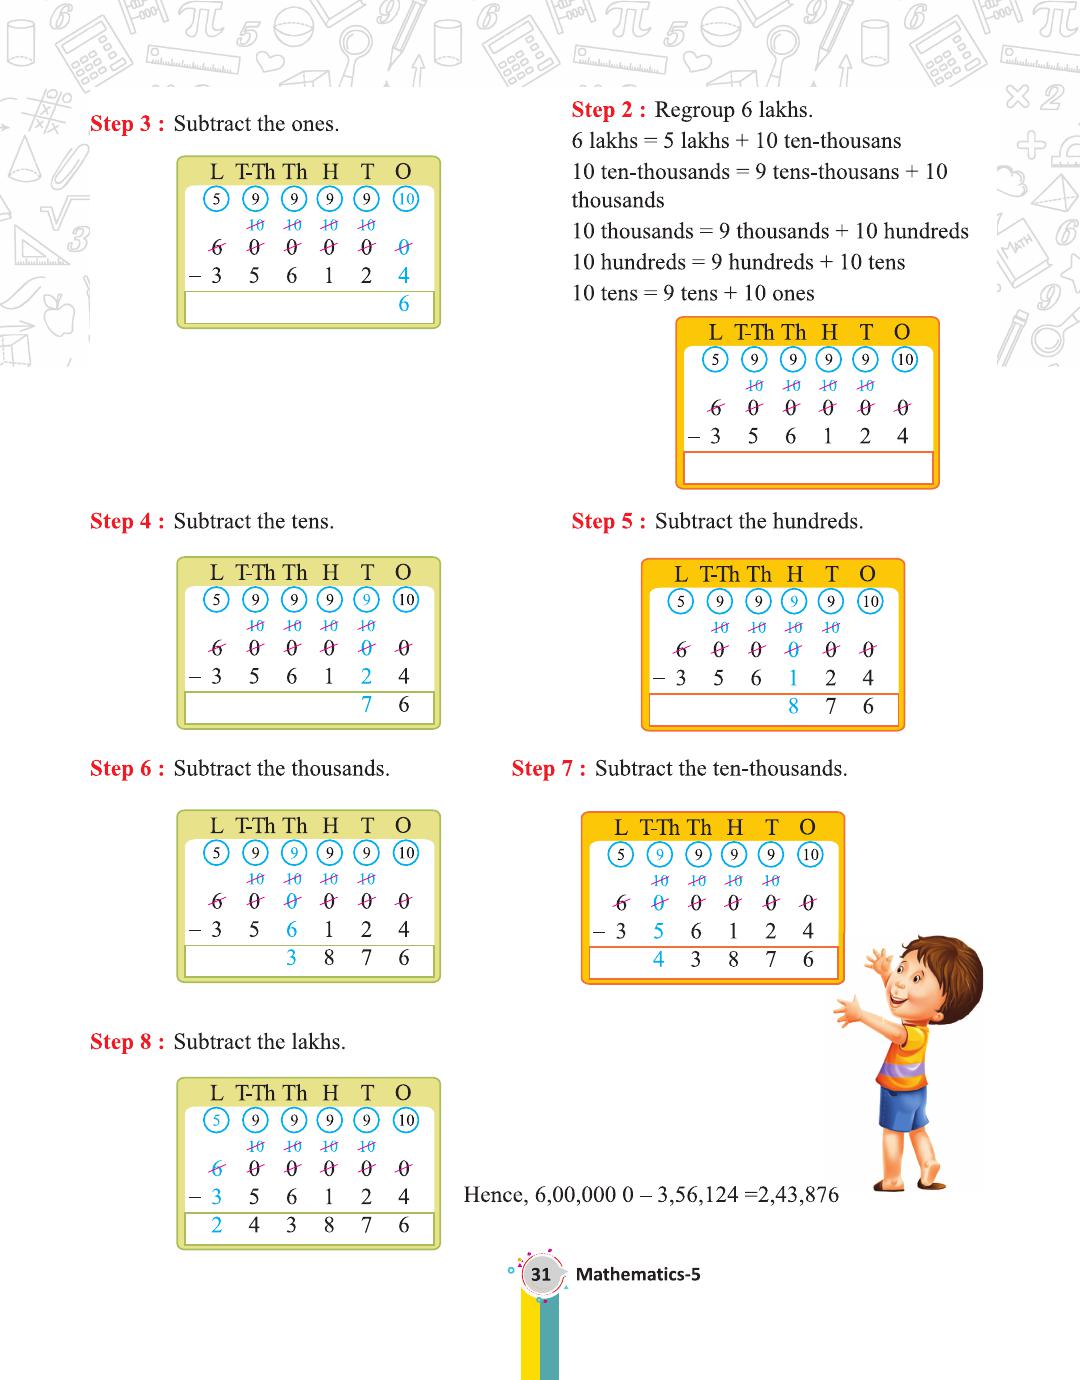 Step 3 : Subtract the ones.
L T-Th Th H T O
5 9 9 9 9 10
10 10 10 10
6 0 0 0 0 0
– 3 5 6 1 2 4
6
Step 2 : Regroup 6 lakhs.
6 lakhs = 5 lakhs + 10 ten-thousans
10 ten-thousands = 9 tens-thousans + 10
thousands
10 thousands = 9 thousands + 10 hundreds
10 hundreds = 9 hundreds + 10 tens
10 tens = 9 tens + 10 ones
L T-Th Th H T O
5 9 9 9 9 10
10 10 10 10
6 0 0 0 0 0
– 3 5 6 1 2 4
Step 4 : Subtract the tens.
L T-Th Th H T O
5 9 9 9 9 10
10 10 10 10
6 0 0 0 0 0
– 3 5 6 1 2 4
7 6
Step 5 : Subtract the hundreds.
L T-Th Th H T O
5 9 9 9 9 10
10 10 10 10
6 0 0 0 0 0
– 3 5 6 1 2 4
8 7 6
Step 6 : Subtract the thousands.
L T-Th Th H T O
5 9 9 9 9 10
10 10 10 10
6 0 0 0 0 0
– 3 5 6 1 2 4
3 8 7 6
Step 7 : Subtract the ten-thousands.
L T-Th Th H T O
5 9 9 9 9 10
10 10 10 10
6 0 0 0 0 0
– 3 5 6 1 2 4
4 3 8 7 6
Step 8 : Subtract the lakhs.
L T-Th Th H T O
5 9 9 9 9 10
10 10 10 10
6 0 0 0 0 0
– 3 5 6 1 2 4
2 4 3 8 7 6
Hence, 6,00,000 0 – 3,56,124 =2,43,876
31 Mathematics-5